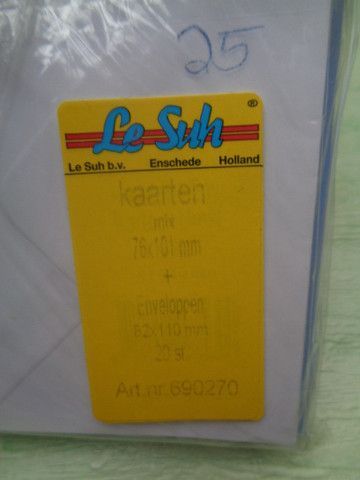 25
Le Suh ®
Le Suh b.v. Enschede Holland
kaarten
mix
76x101 mm
+
Enveloppen
82x110 mm
20 st.
Art.nr.690270